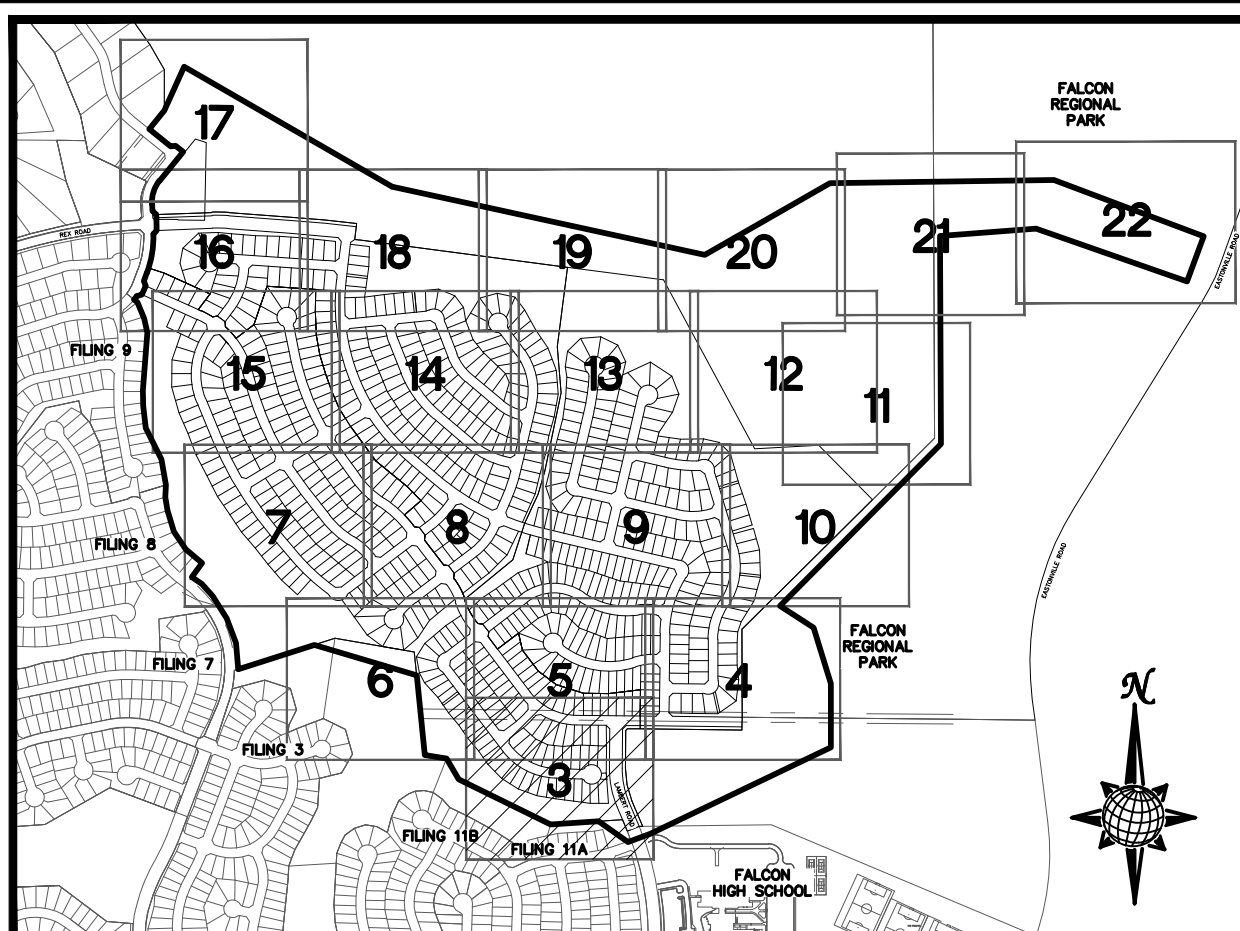 FALCON
REGIONAL
PARK
17
22
21
REX ROAD
16
18
19
20
EASTONVILLE ROAD
FILING 9
15
14
13
12
11
7
8
9
10
FILING 8
EASTONVILLE ROAD
FALCON
REGIONAL
PARK
FILING 7
6
5
4
N
FILING 3
3
LAMBERT ROAD
FILING 11B
FILING 11A
FALCON
HIGH SCHOOL